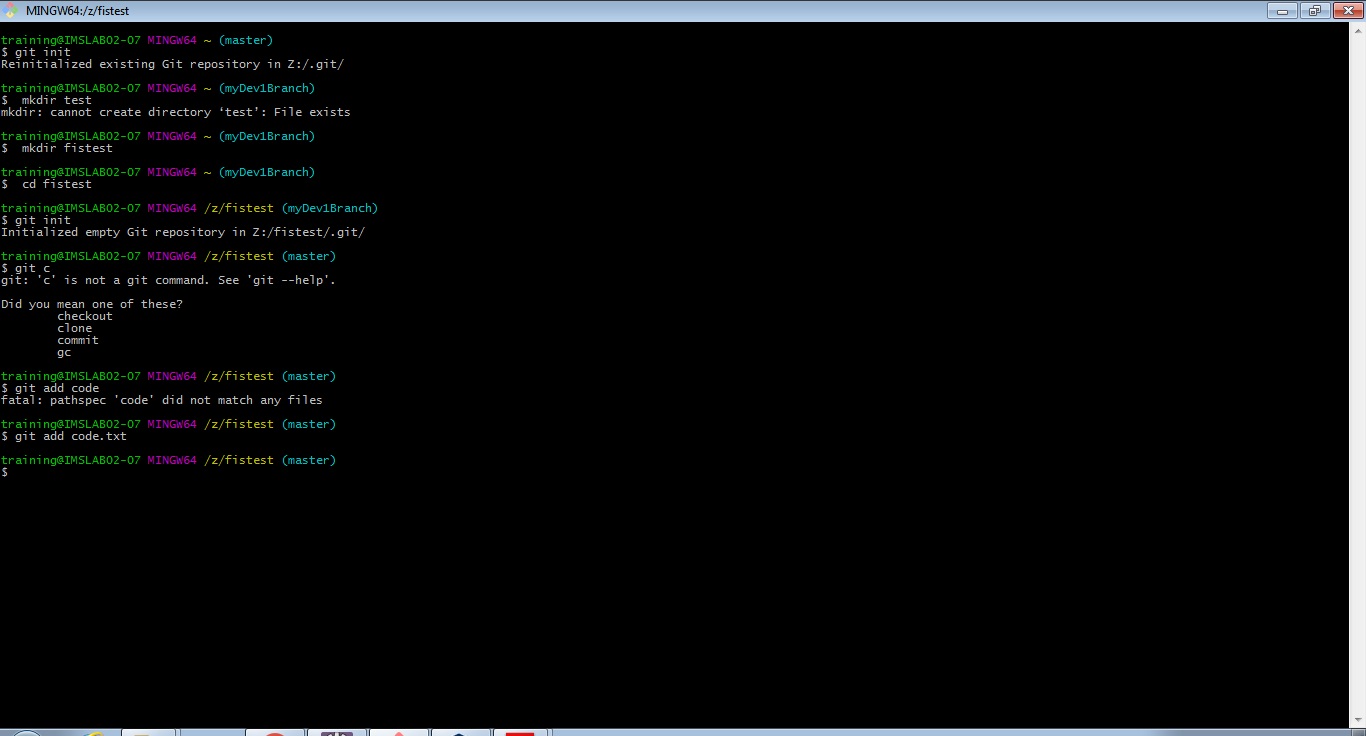 MINGW64:/z/fistest
training@IMSLAB02-07 MINGW64 ~ (master)
$ git init
Reinitialized existing Git repository in Z:/.git/
training@IMSLAB02-07 MINGW64 ~ (myDev1Branch)
$  mkdir test
mkdir: cannot create directory ‘test’: File exists
training@IMSLAB02-07 MINGW64 ~ (myDev1Branch)
$  mkdir fistest
training@IMSLAB02-07 MINGW64 ~ (myDev1Branch)
$  cd fistest
training@IMSLAB02-07 MINGW64 /z/fistest (myDev1Branch)
$ git init
Initialized empty Git repository in Z:/fistest/.git/
training@IMSLAB02-07 MINGW64 /z/fistest (master)
$ git c
git: 'c' is not a git command. See 'git --help'.
Did you mean one of these?
checkout
clone
commit
gc
training@IMSLAB02-07 MINGW64 /z/fistest (master)
$ git add code
fatal: pathspec 'code' did not match any files
training@IMSLAB02-07 MINGW64 /z/fistest (master)
$ git add code.txt
training@IMSLAB02-07 MINGW64 /z/fistest (master)
$